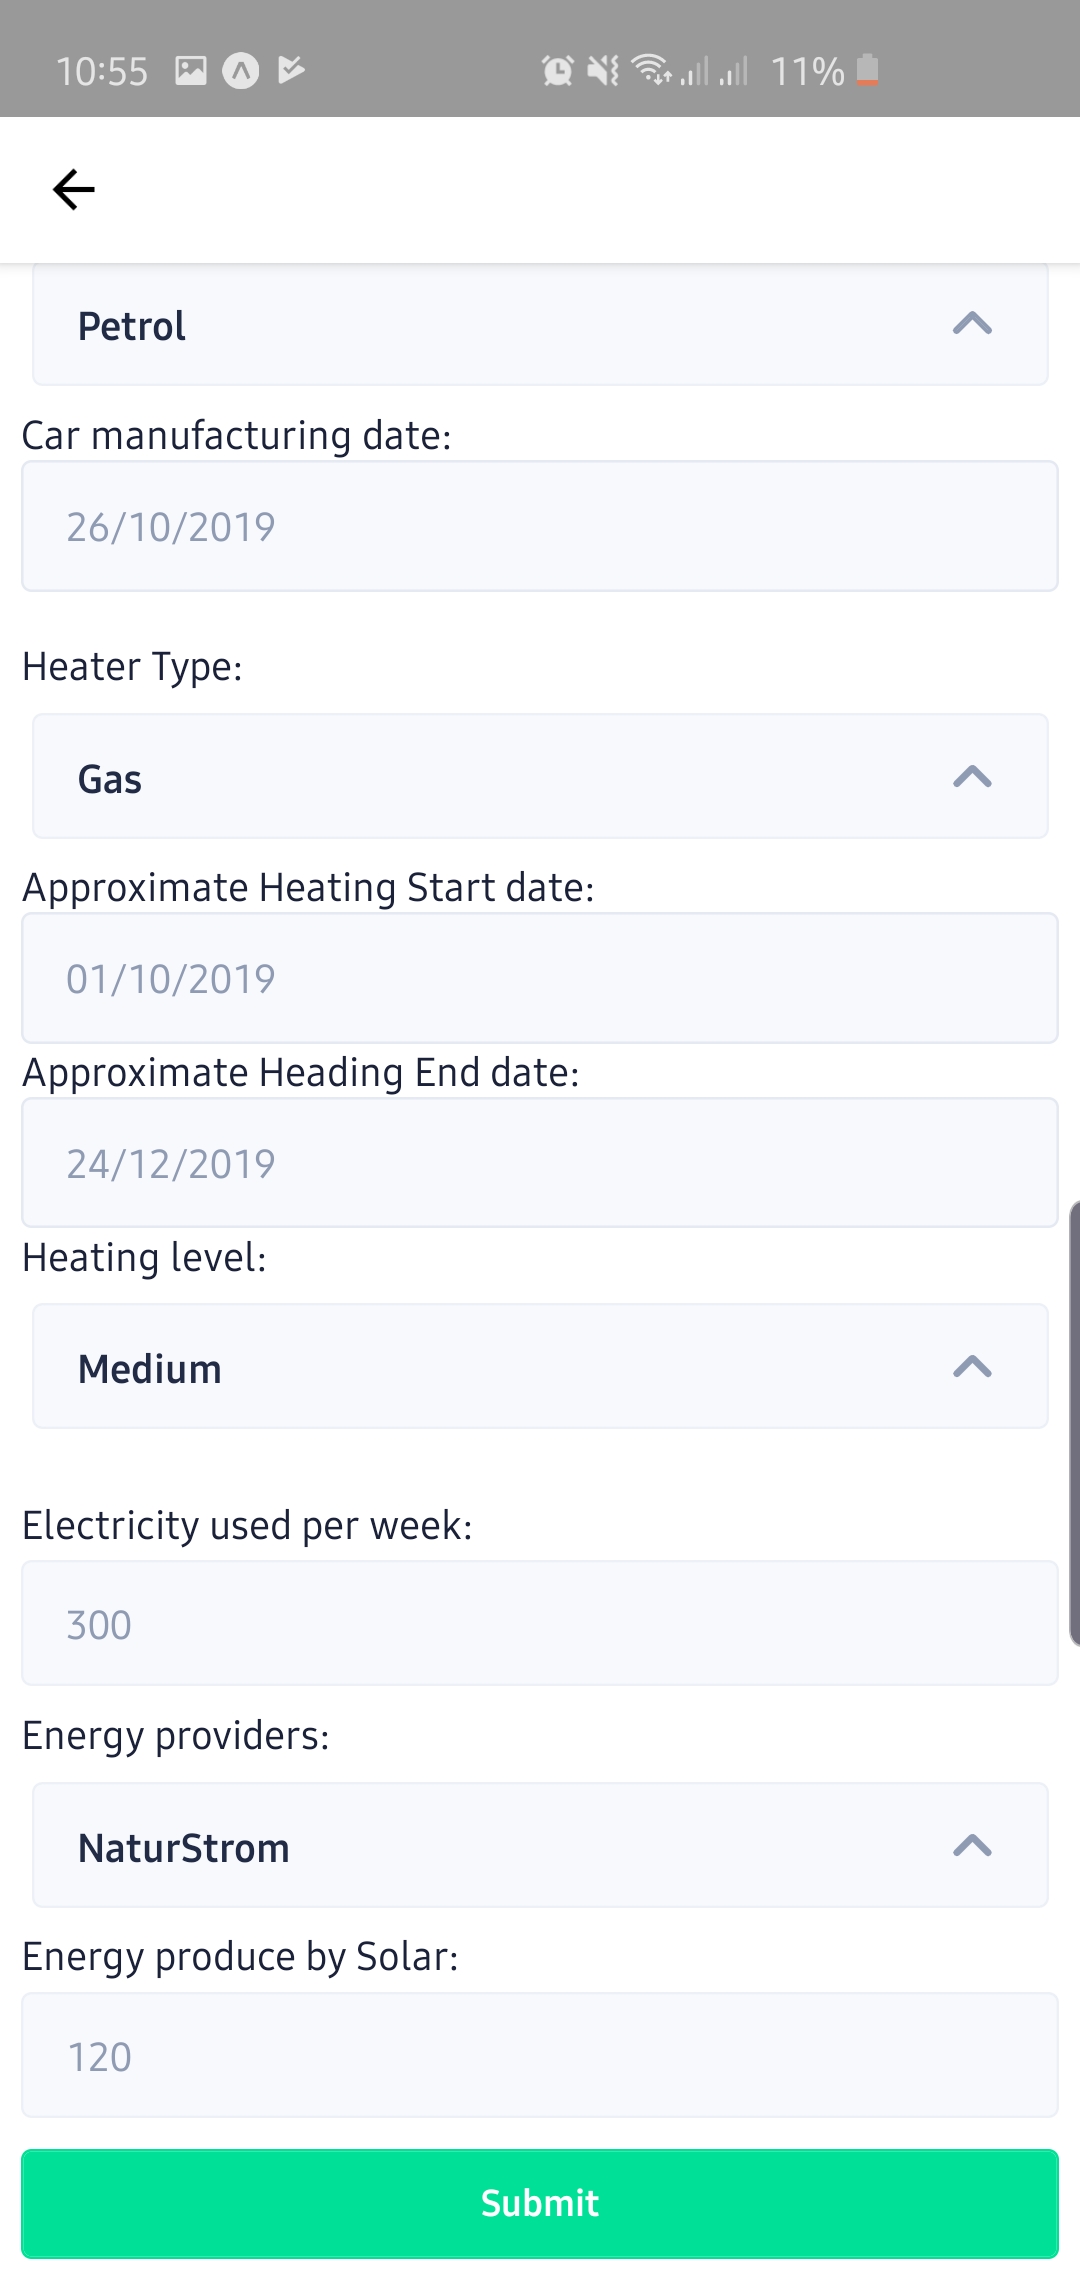 10:55 11%
Petrol
Car manufacturing date:
26/10/2019
Heater Type:
Gas
Approximate Heating Start date:
01/10/2019
Approximate Heading End date:
24/12/2019
Heating level:
Medium
Electricity used per week:
300
Energy providers:
NaturStrom
Energy produce by Solar:
120
Submit